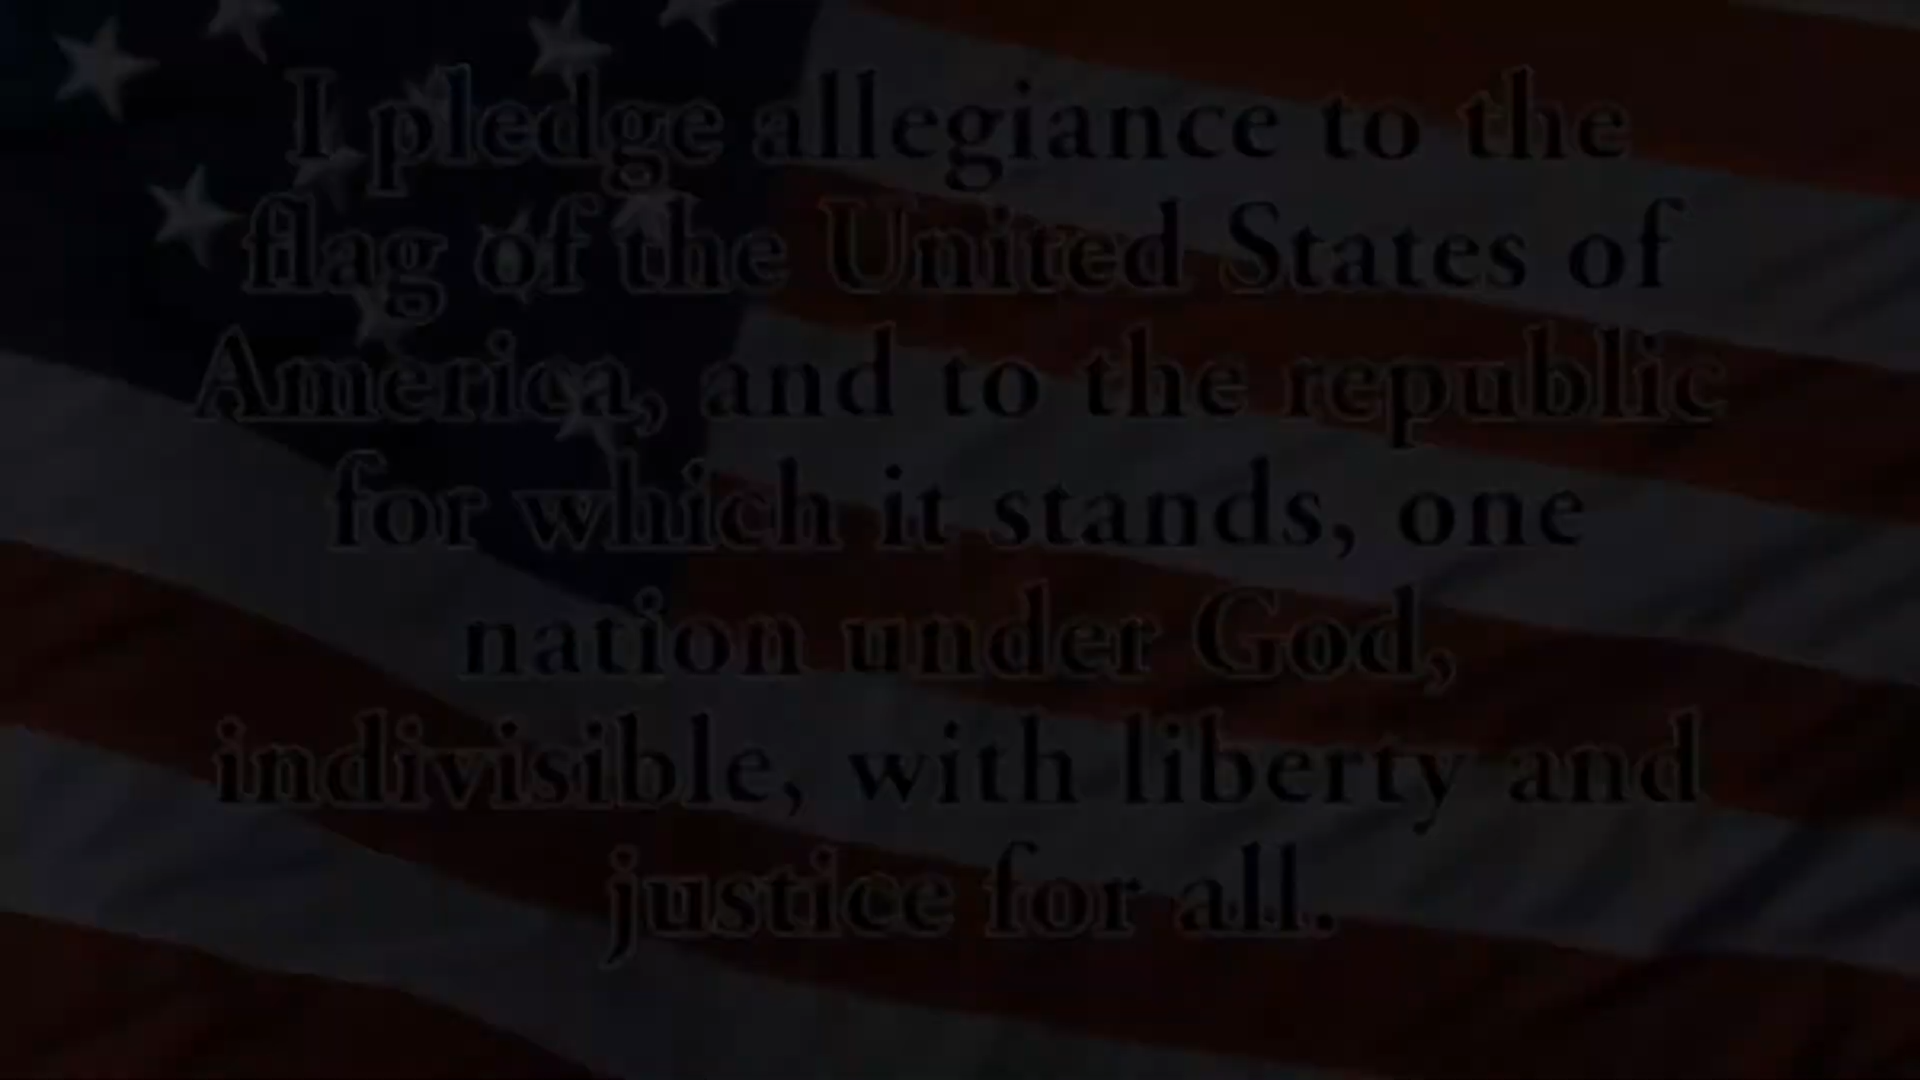 I pledge allegiance to the
flag of the United States of
America, and to the republic
for which it stands, one
nation under God,
indivisible, with liberty and
justice for all.